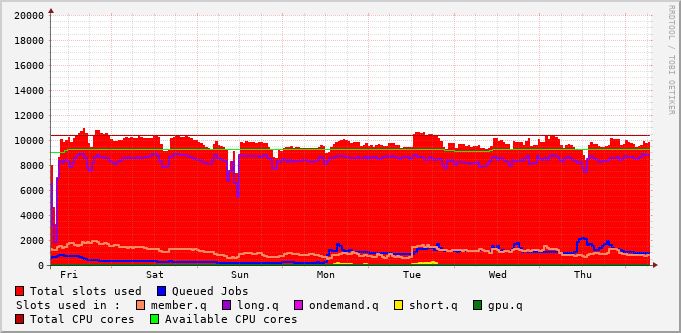 20000
18000
16000
14000
12000
10000
8000
6000
4000
2000
0
Fri Sat Sun Mon Tue Wed Thu
RRDTOOL / TOBI OETIKER
Total slots used Queued Jobs
Slots used in : member.q long.q ondemand.q short.q gpu.q
Total CPU cores Available CPU cores